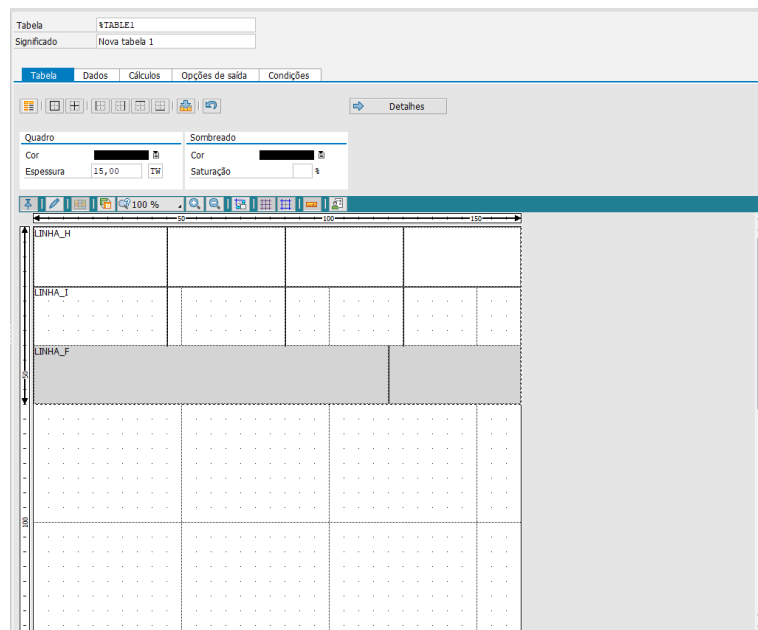 Tabela %TABLE1
Significado Nova tabela 1
Tabela Dados Cálculos Opções de saída Condições
Detalhes
Quadro Sombreado
Cor Cor
Espessura 15,00 TW Saturação %
100 %
50 100 150
LINHA_H
LINHA_I
LINHA_F
50
100